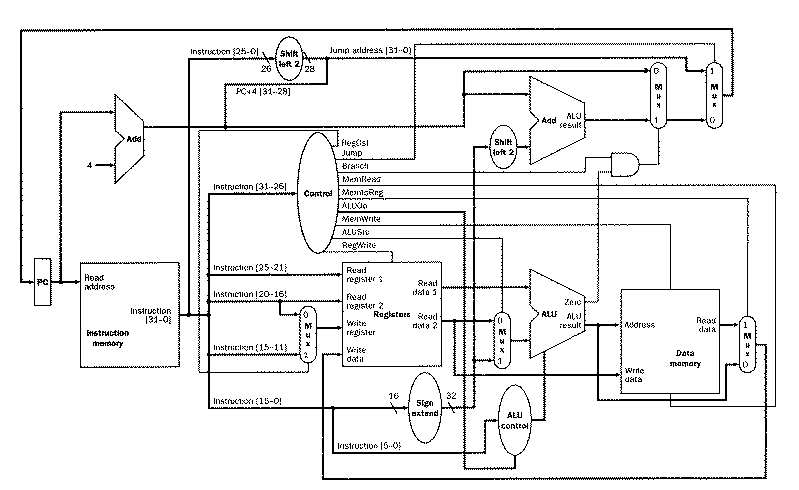 Instruction [25–0]
Shift
left 2
Jump address [31–0]
26
28
PC+4 [31–28]
Add
4
0
M
u
x
1
1
M
u
x
0
Add
ALU
result
Shift
left 2
RegDst
Jump
Branch
MemRead
MemtoReg
ALUOp
MemWrite
ALUSrc
RegWrite
Control
Instruction [31–26]
PC
Read
address
Instruction
[31–0]
Instruction
memory
Instruction [25–21]
Instruction [20–16]
Instruction [15–11]
Instruction [15–0]
0
M
u
x
1
Read
register 1
Read
register 2
Write
register
Write
data
Registers
Read
data 1
Read
data 2
0
M
u
x
1
Zero
ALU
ALU
result
Address
Write
data
Read
data
Data
memory
1
M
u
x
0
16
Sign
extend
32
ALU
control
Instruction [5–0]